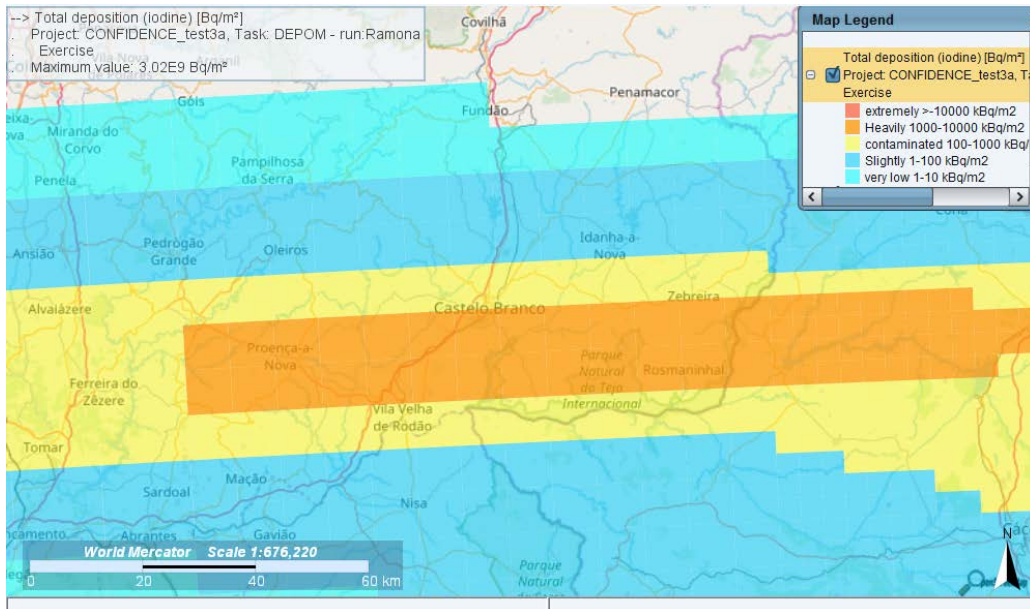 --> Total deposition (iodine) [Bq/m²]
. Project: CONFIDENCE_test3a, Task: DEPOM - run:Ramona
. Exercise
. Maximum value: 3,02E9 Bq/m²
Map Legend
Total deposition (iodine) [Bq/m²]
Project: CONFIDENCE_test3a, Ta
Exercise
extremely >-10000 kBq/m2
Heavily 1000-10000 kBq/m2
contaminated 100-1000 kBq/
Slightly 1-100 kBq/m2
very low 1-10 kBq/m2
Covilhã
Penamacor
Góis
Fundão
Miranda do
Corvo
Pampilhosa
da Serra
Penela
Idanha-a-
Nova
Pedrógão
Grande
Oleiros
Ansião
Alvaiázere
Castelo Branco
Zebreira
Proença-a-
Nova
Parque
Natural
do Tejo
Internacional
Rosmaninhal
Ferreira do
Zêzere
Vila Velha
de Rodão
Tomar
Mação
Sardoal
Nisa
Abrantes
Gavião
Parque
Natural
World Mercator Scale 1:676,220
0 20 40 60 km
N